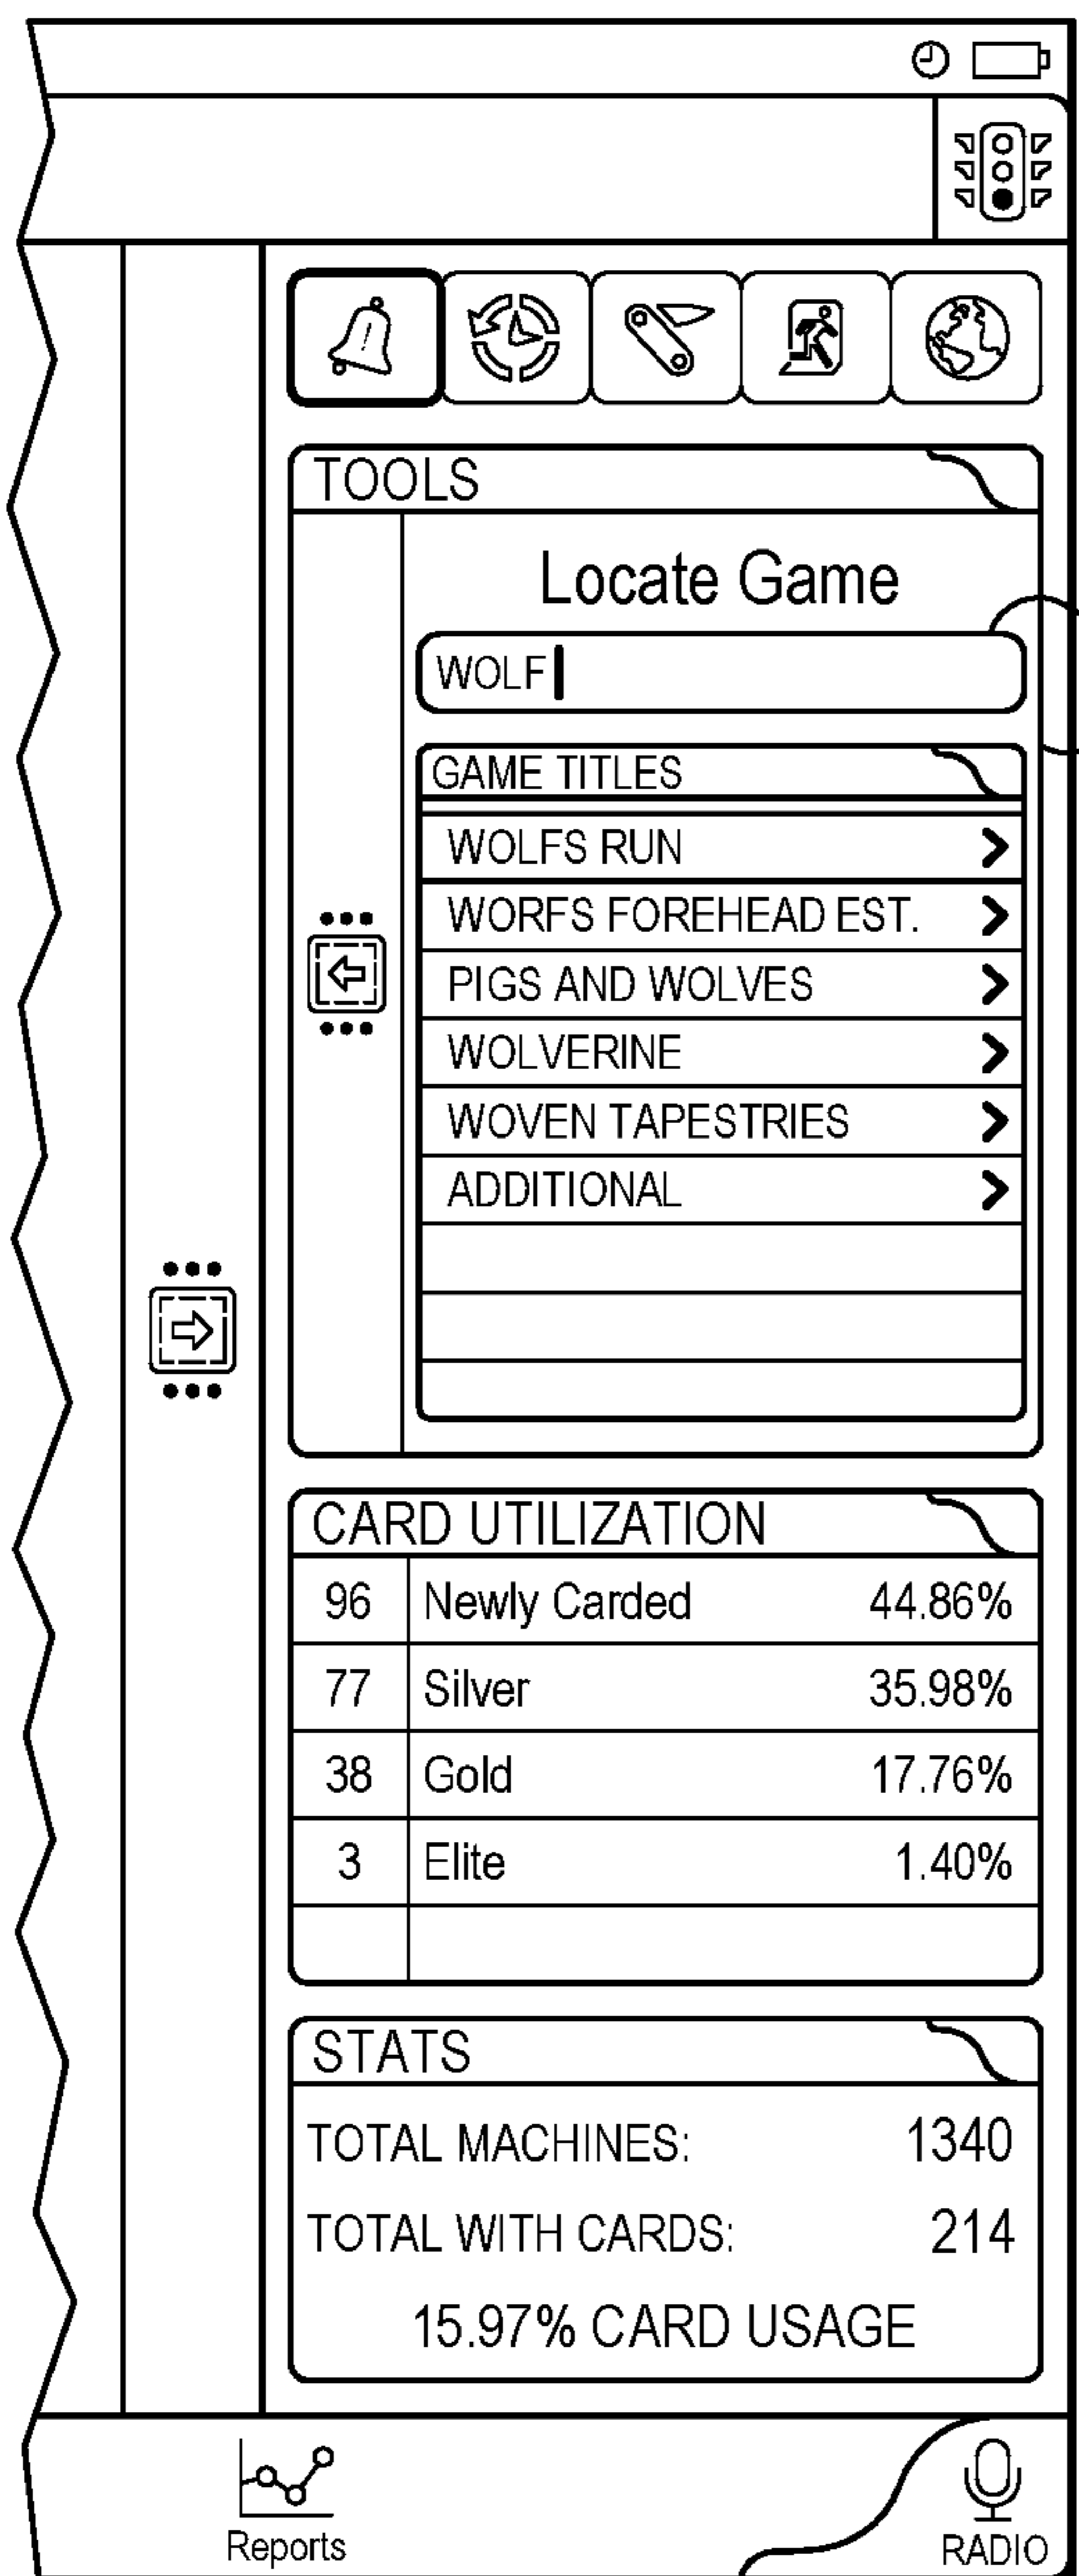 TOOLS
Locate Game
WOLF
GAME TITLES
WOLFS RUN
WORFS FOREHEAD EST.
PIGS AND WOLVES
WOLVERINE
WOVEN TAPESTRIES
ADDITIONAL
CARD UTILIZATION
96 Newly Carded 44.86%
77 Silver 35.98%
38 Gold 17.76%
3 Elite 1.40%
STATS
TOTAL MACHINES: 1340
TOTAL WITH CARDS: 214
15.97% CARD USAGE
Reports RADIO